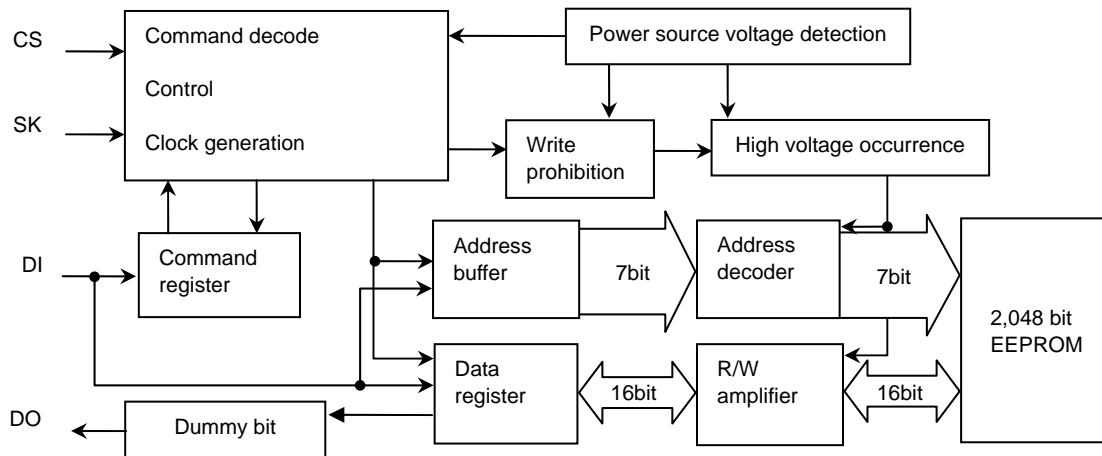 CS
Command decode
Power source voltage detection
Control
SK
Clock generation
Write
prohibition
High voltage occurrence
DI
Command
register
Address
buffer
7bit
Address
decoder
7bit
2,048 bit
EEPROM
Data
register
16bit
R/W
amplifier
16bit
DO
Dummy bit